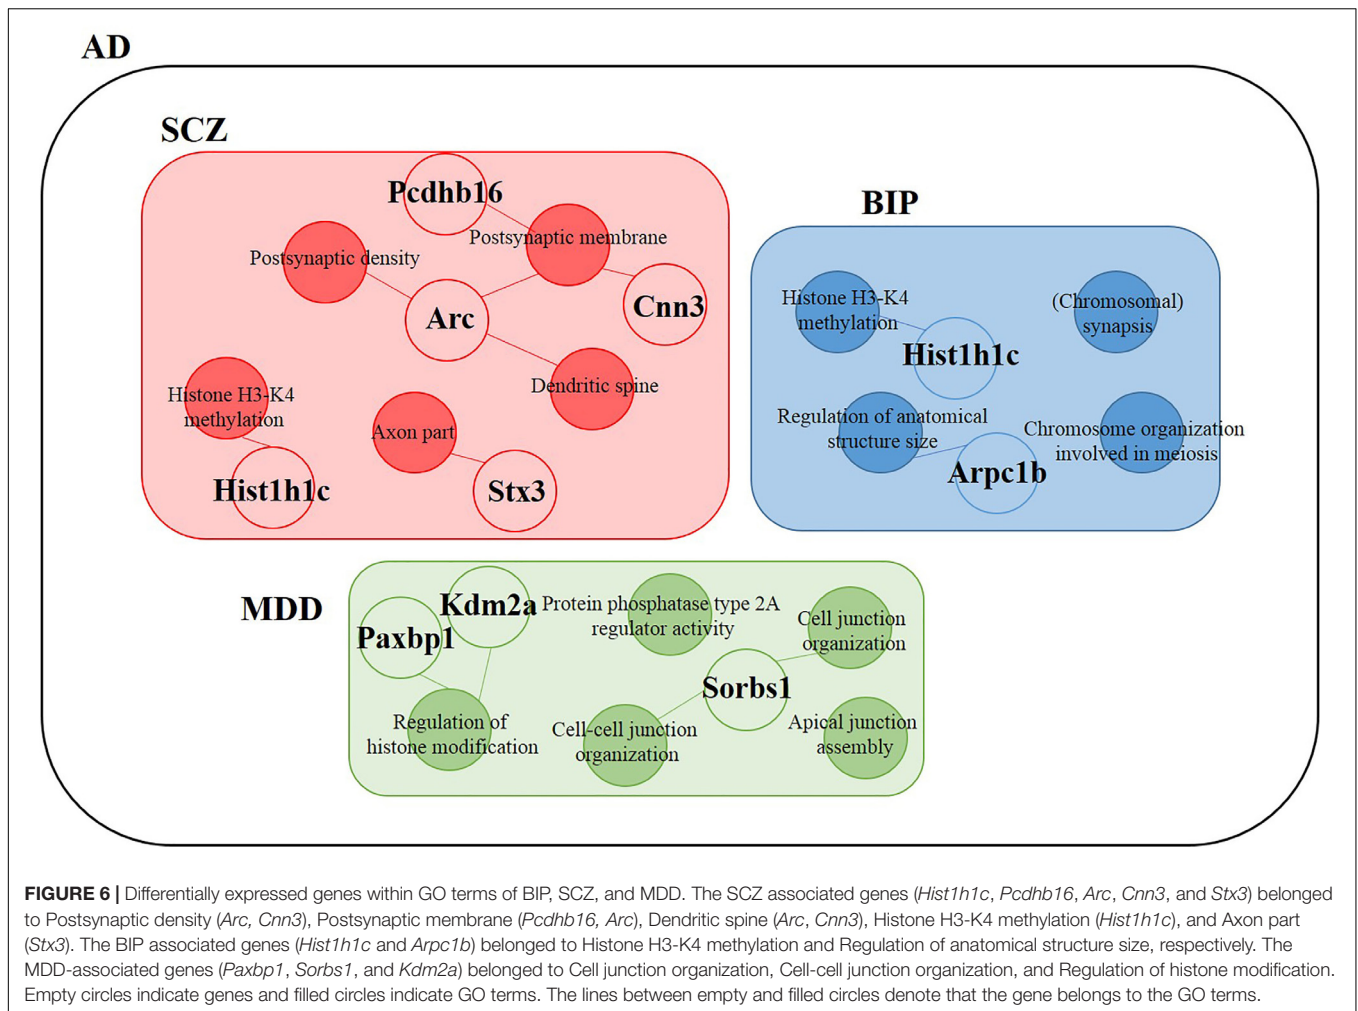 AD
SCZ
Pcdhb16
Postsynaptic membrane
Postsynaptic density
Arc
Cnn3
Dendritic spine
Histone H3-K4
methylation
Axon part
Hist1h1c
Stx3
BIP
Histone H3-K4
methylation
(Chromosomal)
synapsis
Hist1h1c
Regulation of anatomical
structure size
Chromosome organization
involved in meiosis
Arpc1b
MDD
Kdm2a
Paxbp1
Protein phosphatase type 2A
regulator activity
Cell junction
organization
Sorbs1
Regulation of
histone modification
Cell-cell junction
organization
Apical junction
assembly
FIGURE 6 | Differentially expressed genes within GO terms of BIP, SCZ, and MDD. The SCZ associated genes (Hist1h1c, Pcdhb16, Arc, Cnn3, and Stx3) belonged
to Postsynaptic density (Arc, Cnn3), Postsynaptic membrane (Pcdhb16, Arc), Dendritic spine (Arc, Cnn3), Histone H3-K4 methylation (Hist1h1c), and Axon part
(Stx3). The BIP associated genes (Hist1h1c and Arpc1b) belonged to Histone H3-K4 methylation and Regulation of anatomical structure size, respectively. The
MDD-associated genes (Paxbp1, Sorbs1, and Kdm2a) belonged to Cell junction organization, Cell-cell junction organization, and Regulation of histone modification.
Empty circles indicate genes and filled circles indicate GO terms. The lines between empty and filled circles denote that the gene belongs to the GO terms.